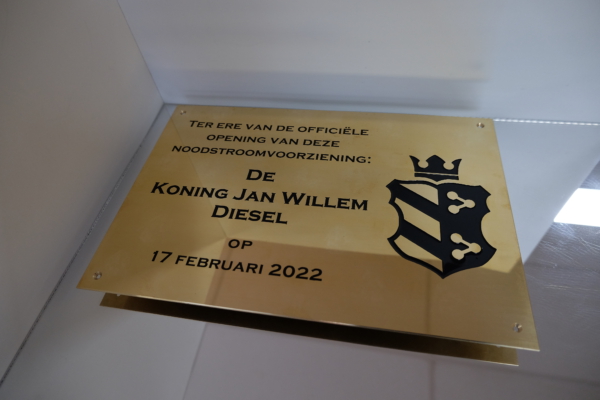 Ter ere van de officiële
opening van deze
noodstroomvoorziening:
De
Koning Jan Willem
Diesel
op
17 februari 2022